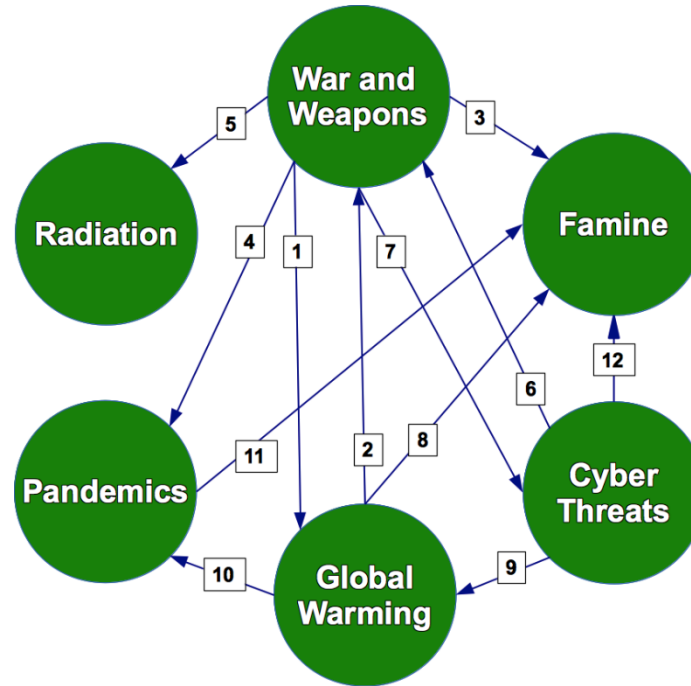 War and
Weapons
5
3
Radiation
Famine
4
1
7
12
6
2
8
11
Pandemics
Cyber
Threats
9
10
Global
Warming